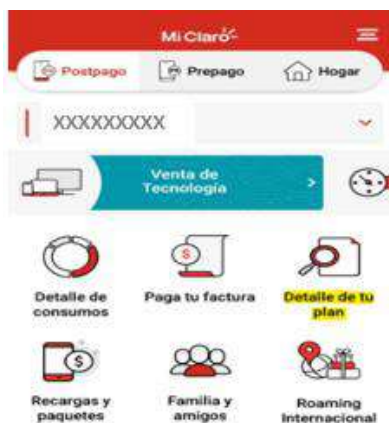 Mi Claro
Postpago Prepago Hogar
XXXXXXXXX
Venta de
Tecnología
Detalle de
consumos
Paga tu factura
Detalle de tu
plan
Recargas y
paquetes
Familia y
amigos
Roaming
Internacional